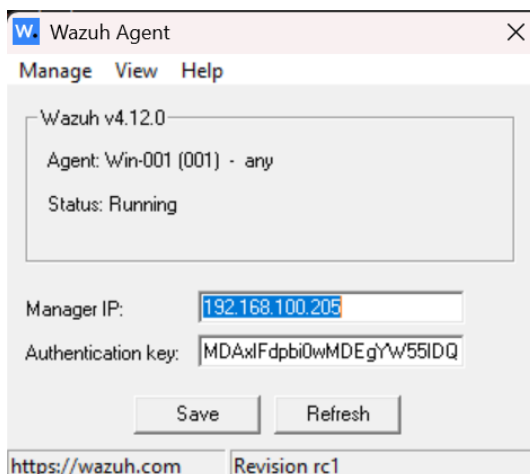 W. Wazuh Agent
Manage View Help
Wazuh v4.12.0
Agent: Win-001 (001) - any
Status: Running
Manager IP: 192.168.100.205
Authentication key: MDAxIFdpbi0wMDEgYW55IDQ
Save Refresh
https://wazuh.com Revision rc1